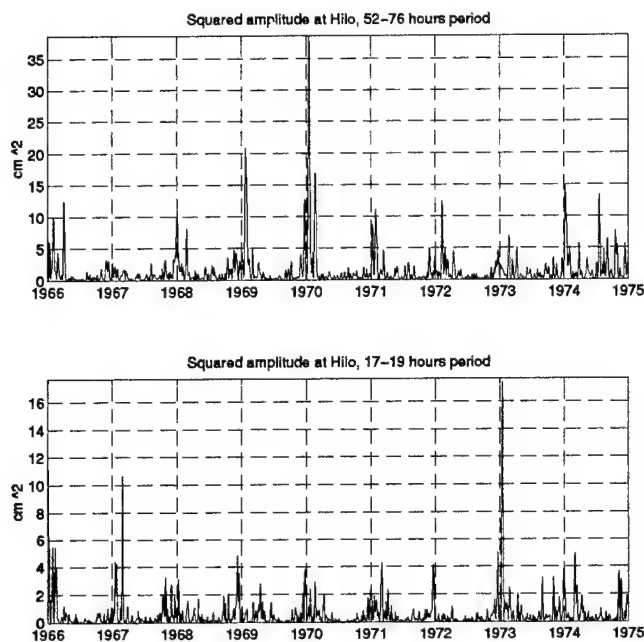 Squared amplitude at Hilo, 52–76 hours period
35
30
25
20
15
10
5
0
cm ^2
1966 1967 1968 1969 1970 1971 1972 1973 1974 1975
Squared amplitude at Hilo, 17–19 hours period
16
14
12
10
8
6
4
2
0
cm ^2
1966 1967 1968 1969 1970 1971 1972 1973 1974 1975